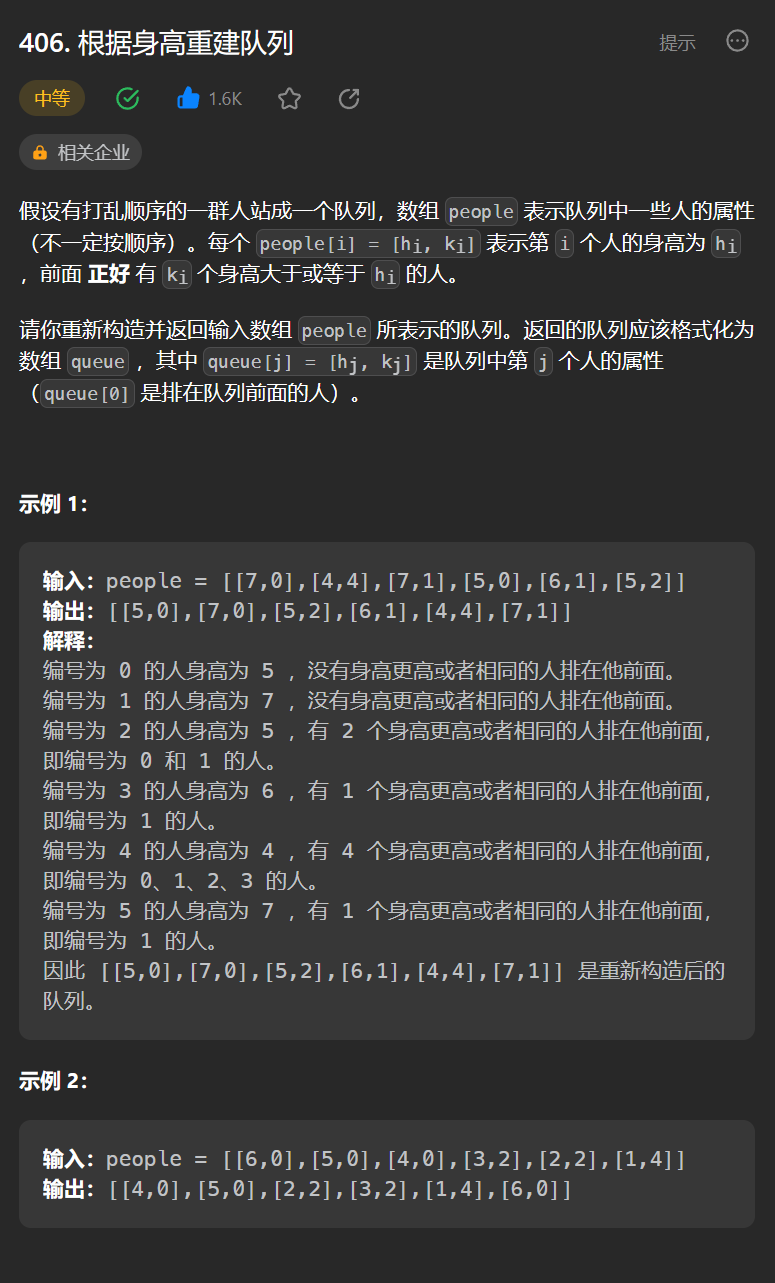 406. 根据身高重建队列
提示
中等
1.6K
相关企业
假设有打乱顺序的一群人站成一个队列，数组 people 表示队列中一些人的属性
（不一定按顺序）。每个 people[i] = [hi, ki] 表示第 i 个人的身高为 hi
，前面 正好 有 ki 个身高大于或等于 hi 的人。
请你重新构造并返回输入数组 people 所表示的队列。返回的队列应该格式化为
数组 queue ，其中 queue[j] = [hj, kj] 是队列中第 j 个人的属性
（queue[0] 是排在队列前面的人）。
示例 1：
输入：people = [[7,0],[4,4],[7,1],[5,0],[6,1],[5,2]]
输出：[[5,0],[7,0],[5,2],[6,1],[4,4],[7,1]]
解释：
编号为 0 的人身高为 5 ，没有身高更高或者相同的人排在他前面。
编号为 1 的人身高为 7 ，没有身高更高或者相同的人排在他前面。
编号为 2 的人身高为 5 ，有 2 个身高更高或者相同的人排在他前面，
即编号为 0 和 1 的人。
编号为 3 的人身高为 6 ，有 1 个身高更高或者相同的人排在他前面，
即编号为 1 的人。
编号为 4 的人身高为 4 ，有 4 个身高更高或者相同的人排在他前面，
即编号为 0、1、2、3 的人。
编号为 5 的人身高为 7 ，有 1 个身高更高或者相同的人排在他前面，
即编号为 1 的人。
因此 [[5,0],[7,0],[5,2],[6,1],[4,4],[7,1]] 是重新构造后的
队列。
示例 2：
输入：people = [[6,0],[5,0],[4,0],[3,2],[2,2],[1,4]]
输出：[[4,0],[5,0],[2,2],[3,2],[1,4],[6,0]]